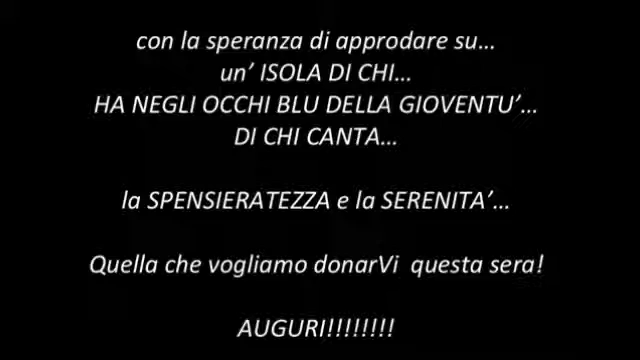 con la speranza di approdare su…
un’ ISOLA DI CHI…
HA NEGLI OCCHI BLU DELLA GIOVENTU’…
DI CHI CANTA…
la SPENSIERATEZZA e la SERENITA’…
Quella che vogliamo donarVi questa sera!
AUGURI!!!!!!!!